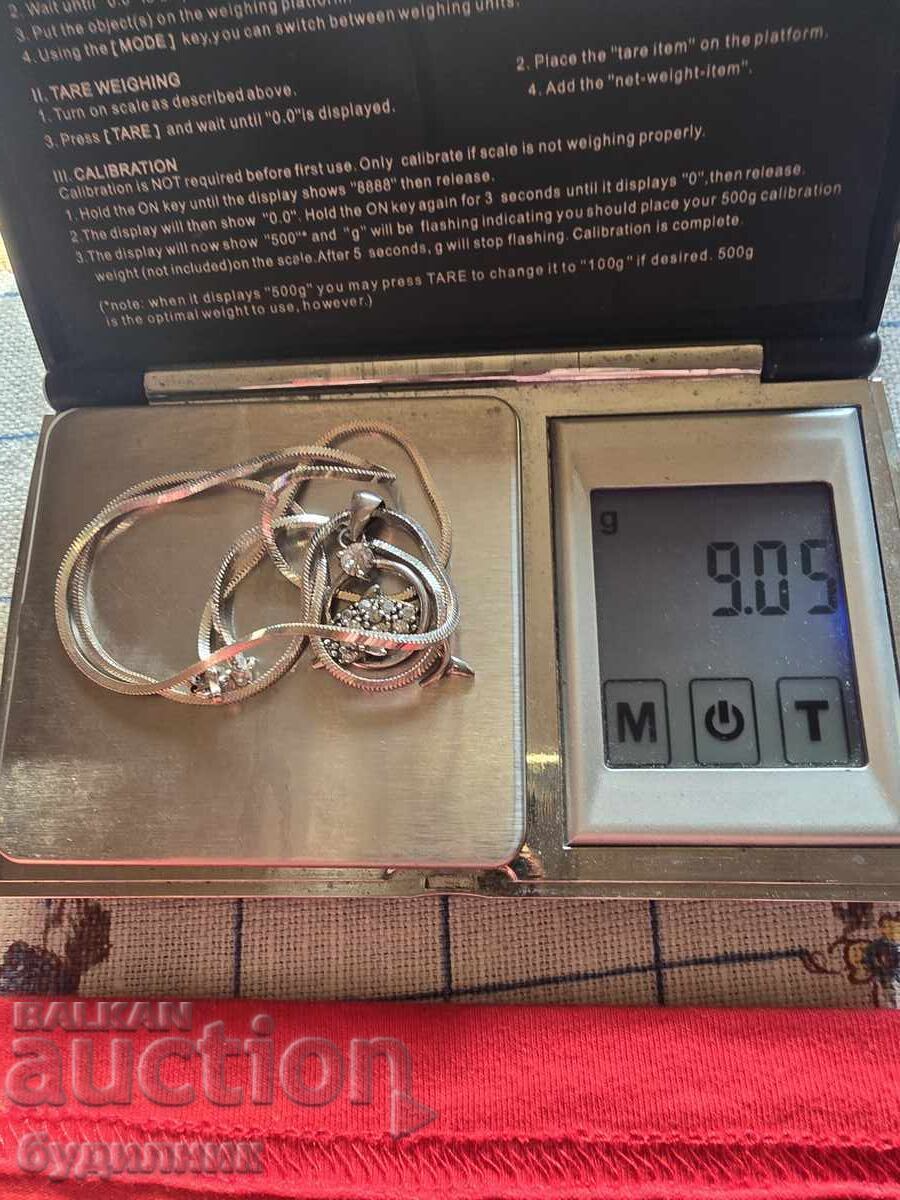 2. Wait until "0.0" is
3. Put the object(s) on the weighing platform.
4. Using the [MODE] key, you can switch between weighing units.
II. TARE WEIGHING
1. Turn on scale as described above.
2. Place the "tare item" on the platform.
3. Press [TARE] and wait until "0.0"is displayed.
4. Add the "net-weight-item".
III. CALIBRATION
Calibration is NOT required before first use. Only calibrate if scale is not weighing properly.
1. Hold the ON key until the display shows "8888" then release.
2.The display will then show "0.0". Hold the ON key again for 3 seconds until it displays "0",then release.
3.The display will now show "500"* and "g" will be flashing indicating you should place your 500g calibration
weight (not included)on the scale.After 5 seconds, g will stop flashing. Calibration is complete.
(*note: when it displays "500g" you may press TARE to change it to "100g" if desired. 500g
is the optimal weight to use, however.)
g
9.05
M T
BALKAN
auction
будилник